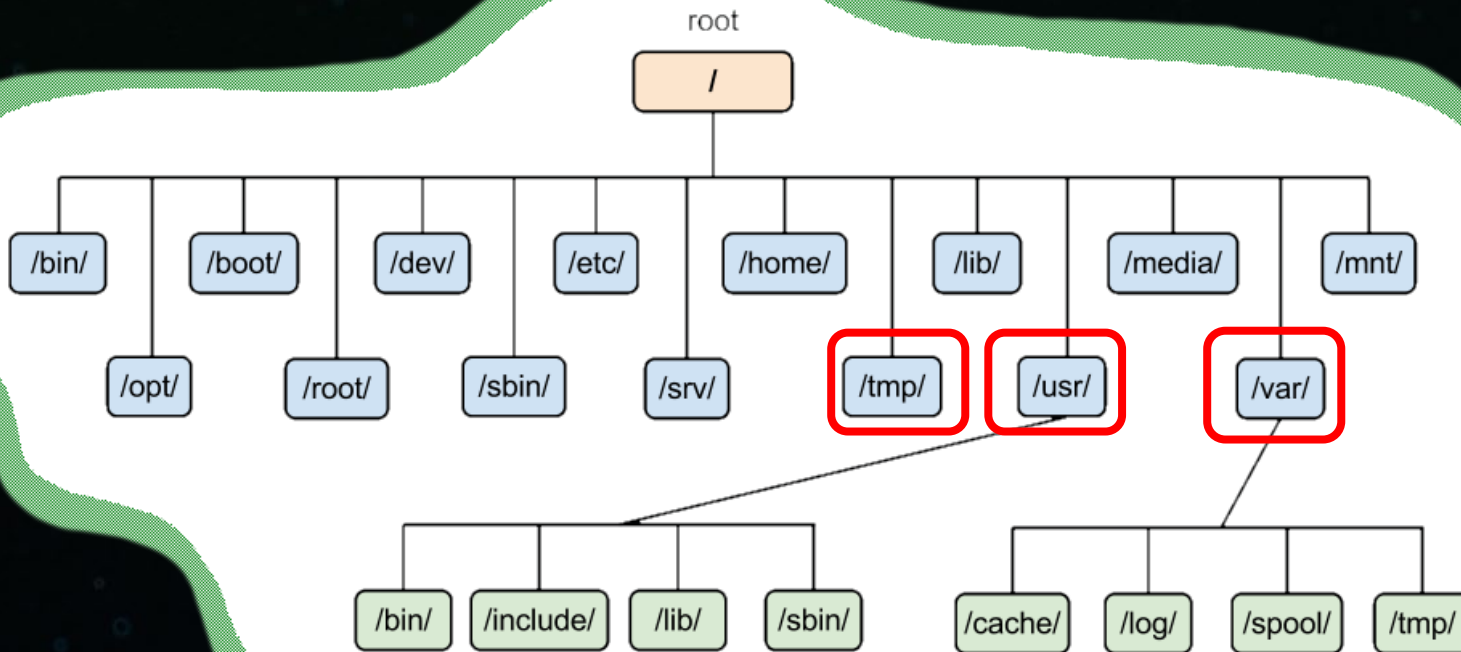 root
/
/bin/ /boot/ /dev/ /etc/ /home/ /lib/ /media/ /mnt/
/opt/ /root/ /sbin/ /srv/ /tmp/ /usr/ /var/
/bin/ /include/ /lib/ /sbin/ /cache/ /log/ /spool/ /tmp/